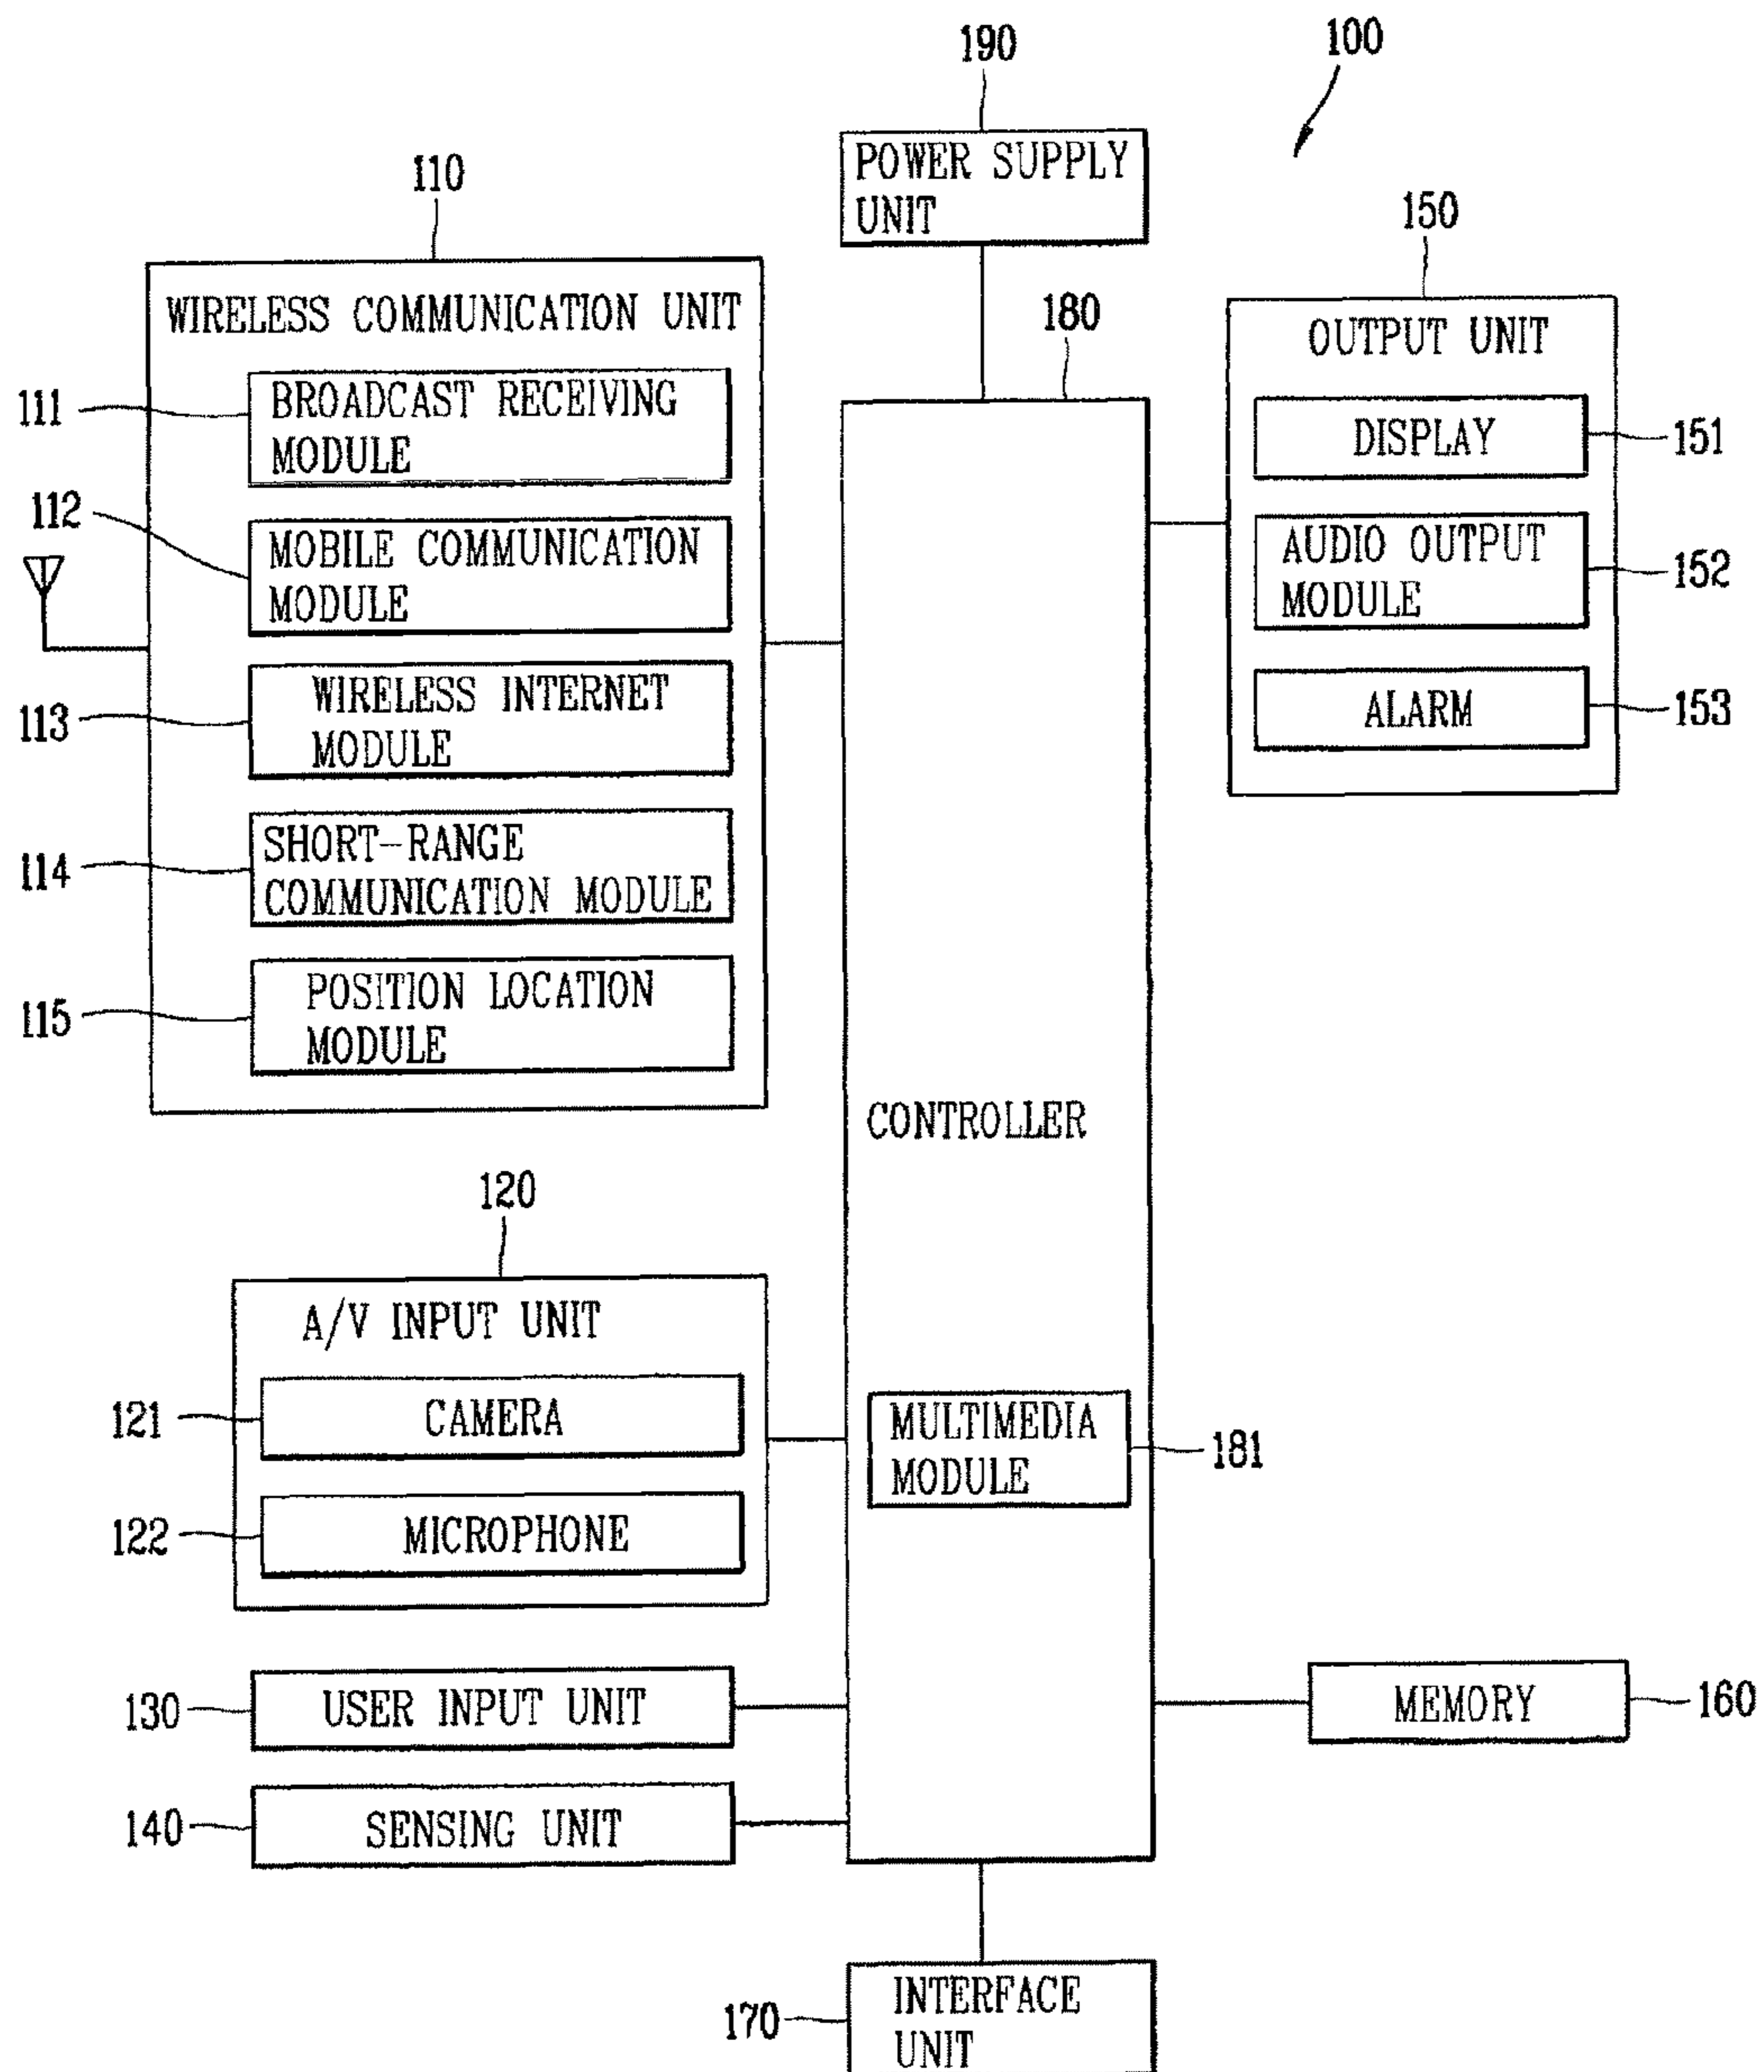 100
190
POWER SUPPLY
UNIT
110
WIRELESS COMMUNICATION UNIT
111
BROADCAST RECEIVING
MODULE
112
MOBILE COMMUNICATION
MODULE
113
WIRELESS INTERNET
MODULE
114
SHORT-RANGE
COMMUNICATION MODULE
115
POSITION LOCATION
MODULE
120
A/V INPUT UNIT
121
CAMERA
122
MICROPHONE
130
USER INPUT UNIT
140
SENSING UNIT
180
CONTROLLER
MULTIMEDIA
MODULE
181
150
OUTPUT UNIT
DISPLAY
151
AUDIO OUTPUT
MODULE
152
ALARM
153
MEMORY
160
170
INTERFACE
UNIT